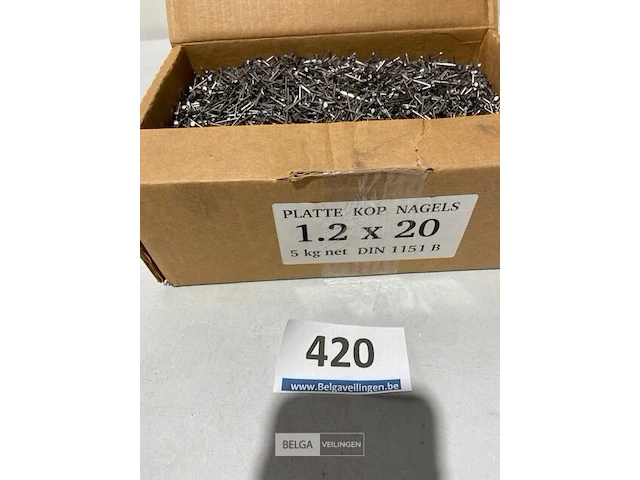 PLATTE KOP NAGELS
1.2 x 20
5 kg net DIN 1151 B
420
www.Belgaveilingen.be
BELGA VEILINGEN